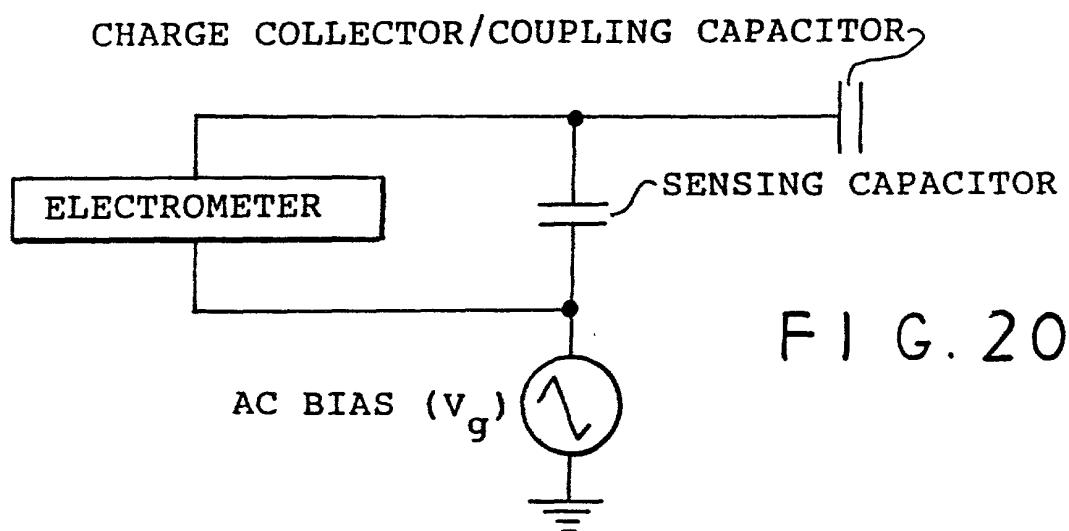 CHARGE COLLECTOR/COUPLING CAPACITOR
SENSING CAPACITOR
ELECTROMETER
FIG. 20
AC BIAS (Vg)